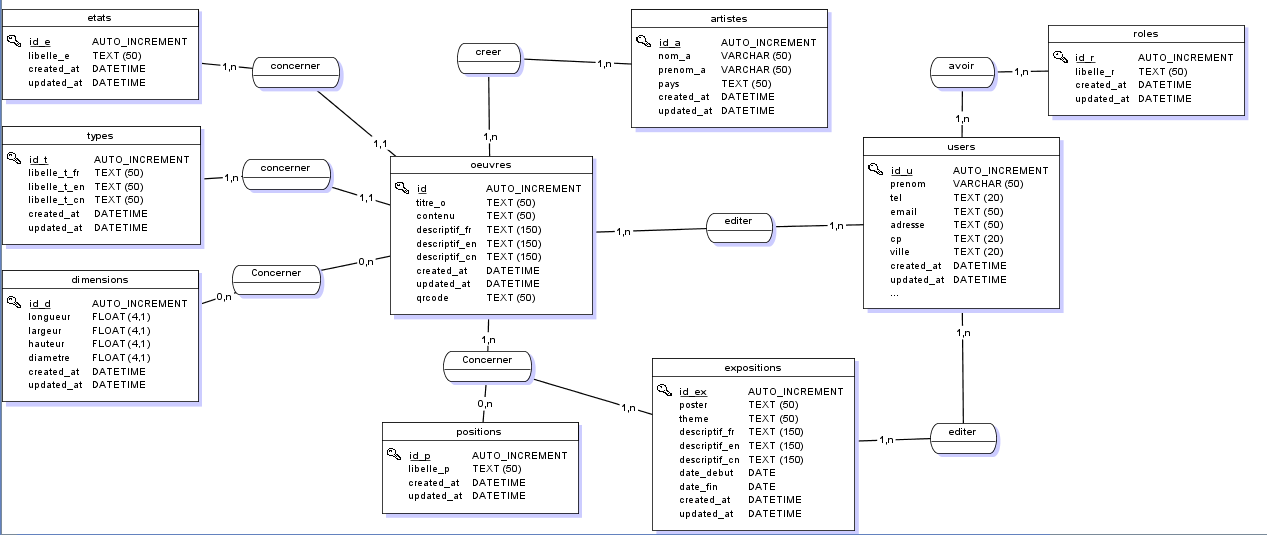 etats
id_e AUTO_INCREMENT
libelle_e TEXT (50)
created_at DATETIME
updated_at DATETIME
1,n
concerner
1,1
creer
1,n
1,n
artistes
id_a AUTO_INCREMENT
nom_a VARCHAR (50)
prenom_a VARCHAR (50)
pays TEXT (50)
created_at DATETIME
updated_at DATETIME
avoir
1,n
1,n
roles
id_r AUTO_INCREMENT
libelle_r TEXT (50)
created_at DATETIME
updated_at DATETIME
types
id_t AUTO_INCREMENT
libelle_t_fr TEXT (50)
libelle_t_en TEXT (50)
libelle_t_cn TEXT (50)
created_at DATETIME
updated_at DATETIME
1,n
concerner
1,1
oeuvres
id AUTO_INCREMENT
titre_o TEXT (50)
contenu TEXT (50)
descriptif_fr TEXT (150)
descriptif_en TEXT (150)
descriptif_cn TEXT (150)
created_at DATETIME
updated_at DATETIME
qrcode TEXT (50)
1,n
editer
1,n
users
id_u AUTO_INCREMENT
prenom VARCHAR (50)
tel TEXT (20)
email TEXT (50)
adresse TEXT (50)
cp TEXT (20)
ville TEXT (20)
created_at DATETIME
updated_at DATETIME
...
dimensions
id_d AUTO_INCREMENT
longueur FLOAT (4,1)
largeur FLOAT (4,1)
hauteur FLOAT (4,1)
diametre FLOAT (4,1)
created_at DATETIME
updated_at DATETIME
0,n
Concerner
0,n
1,n
Concerner
0,n
1,n
positions
id_p AUTO_INCREMENT
libelle_p TEXT (50)
created_at DATETIME
updated_at DATETIME
expositions
id_ex AUTO_INCREMENT
poster TEXT (50)
theme TEXT (50)
descriptif_fr TEXT (150)
descriptif_en TEXT (150)
descriptif_cn TEXT (150)
date_debut DATE
date_fin DATE
created_at DATETIME
updated_at DATETIME
1,n
editer
1,n